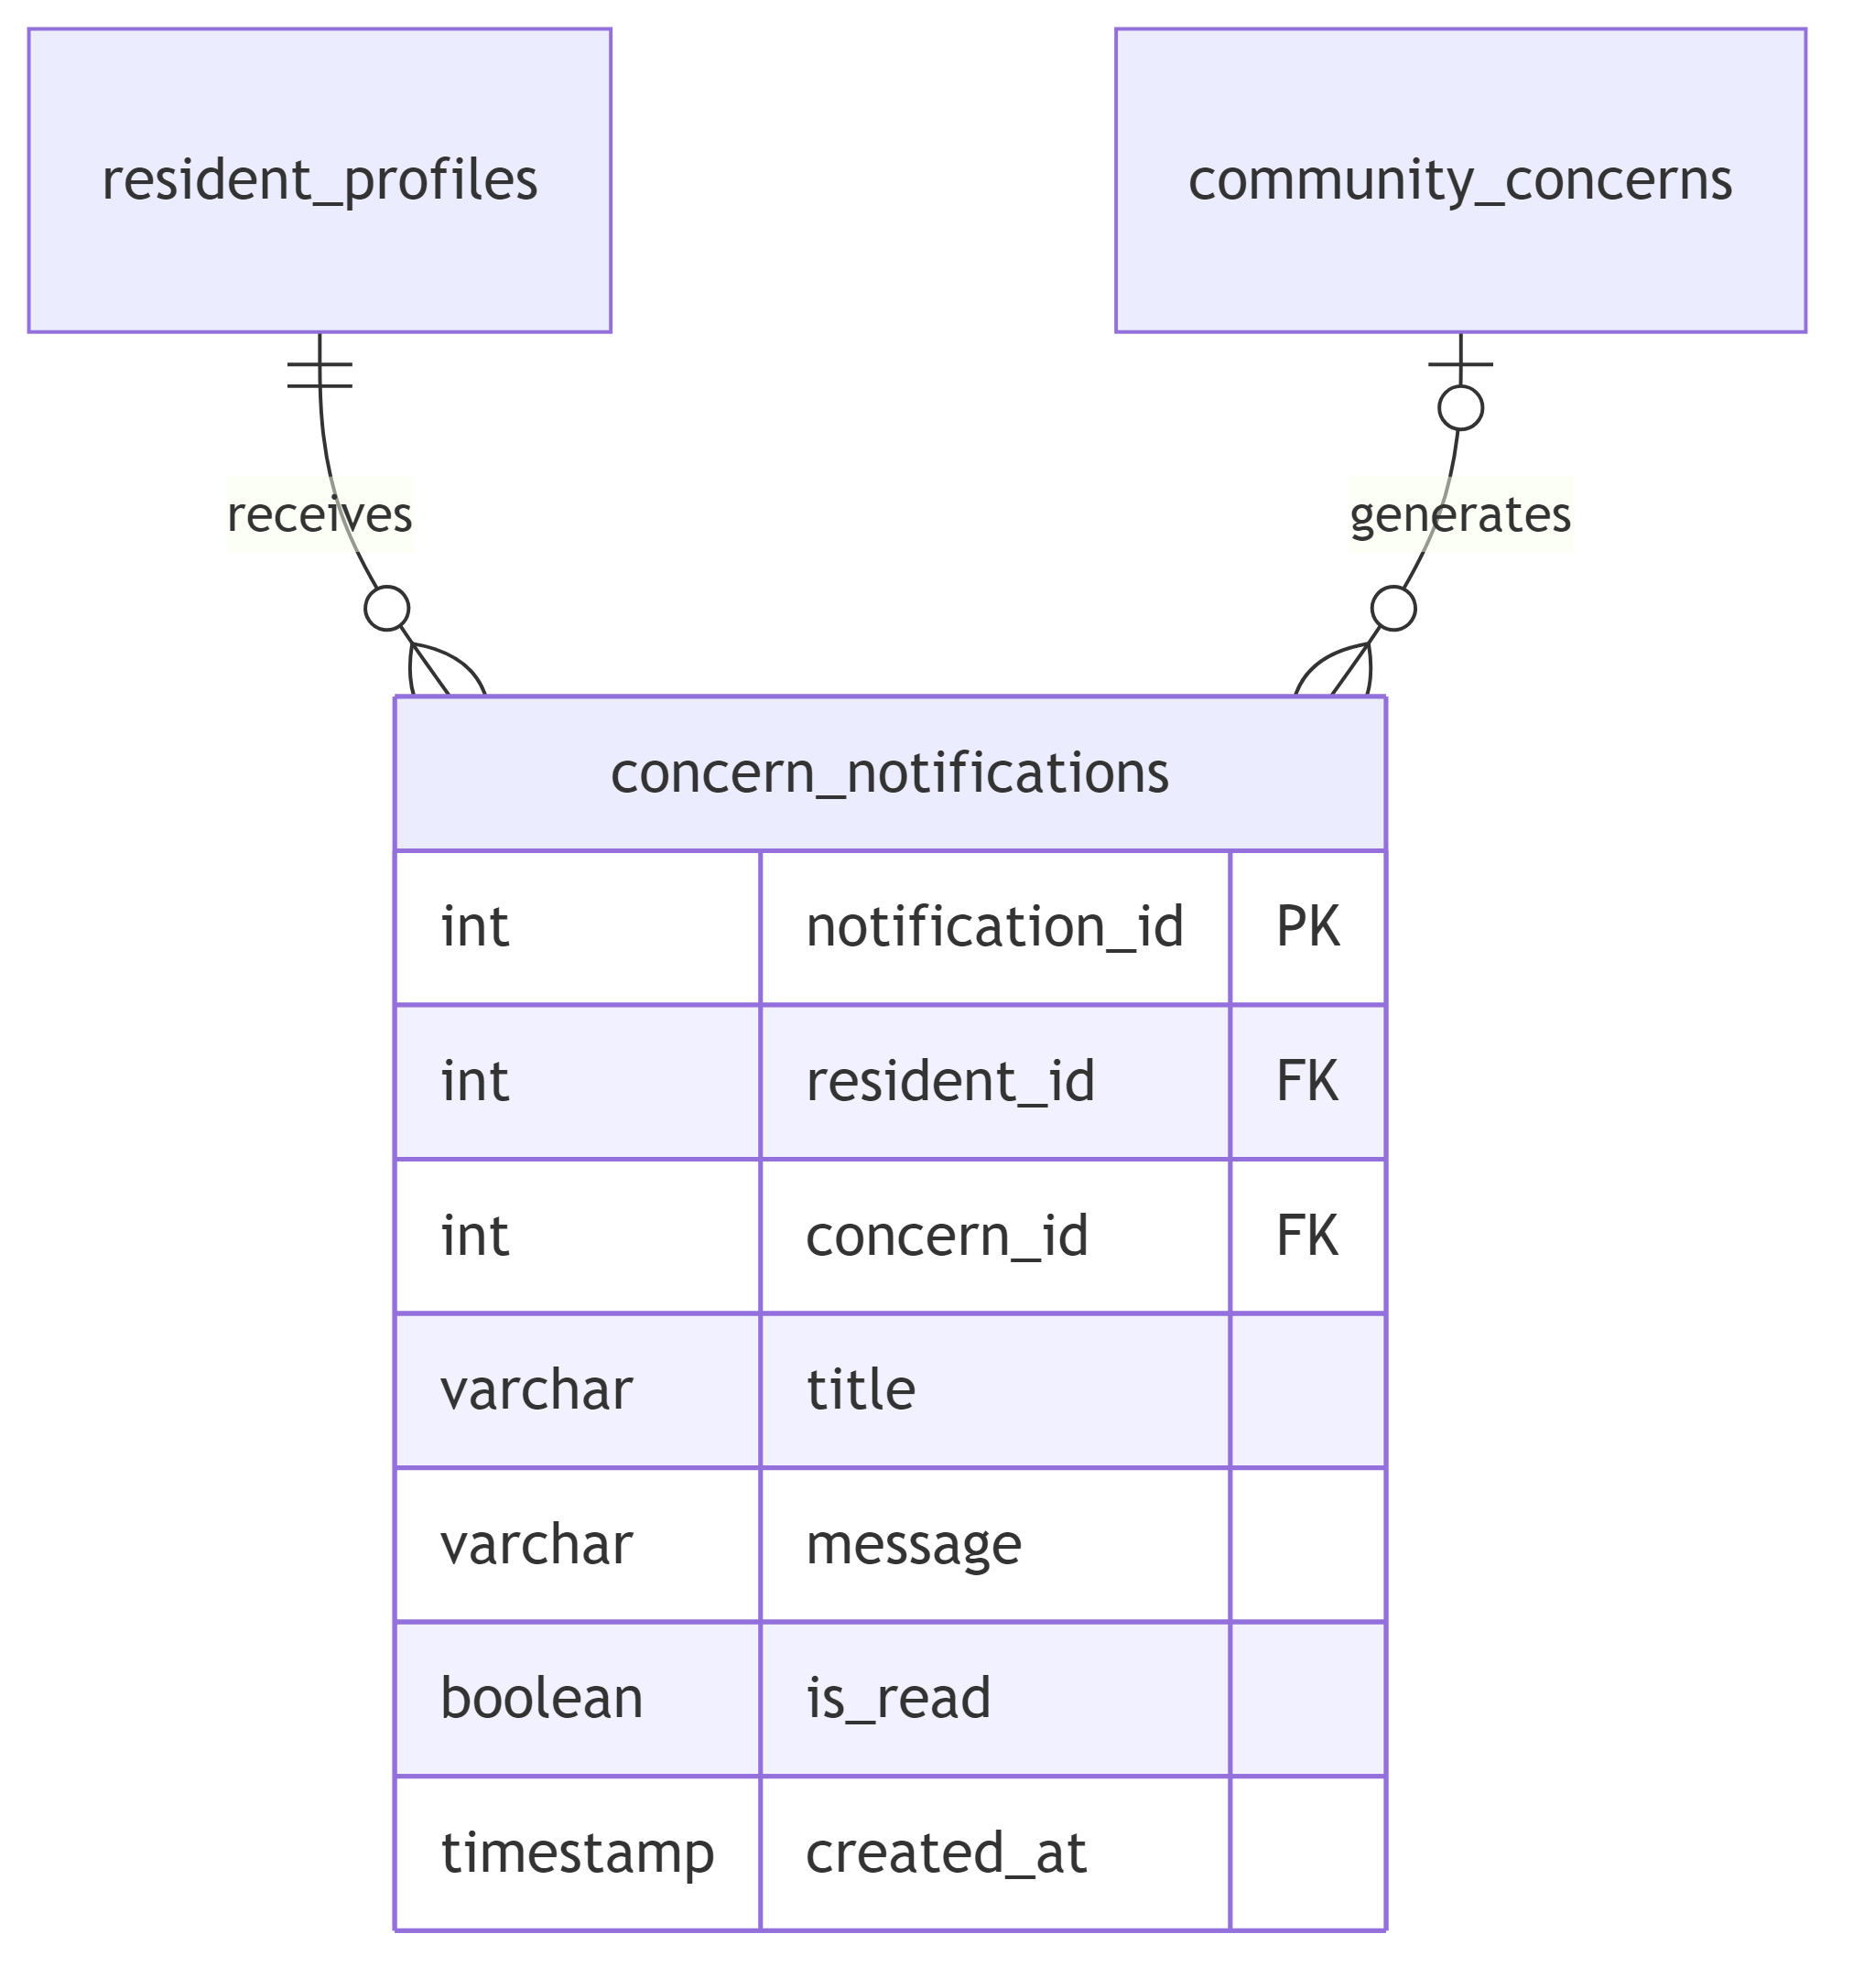 resident_profiles
community_concerns
receives
generates
concern_notifications
int notification_id PK
int resident_id FK
int concern_id FK
varchar title
varchar message
boolean is_read
timestamp created_at